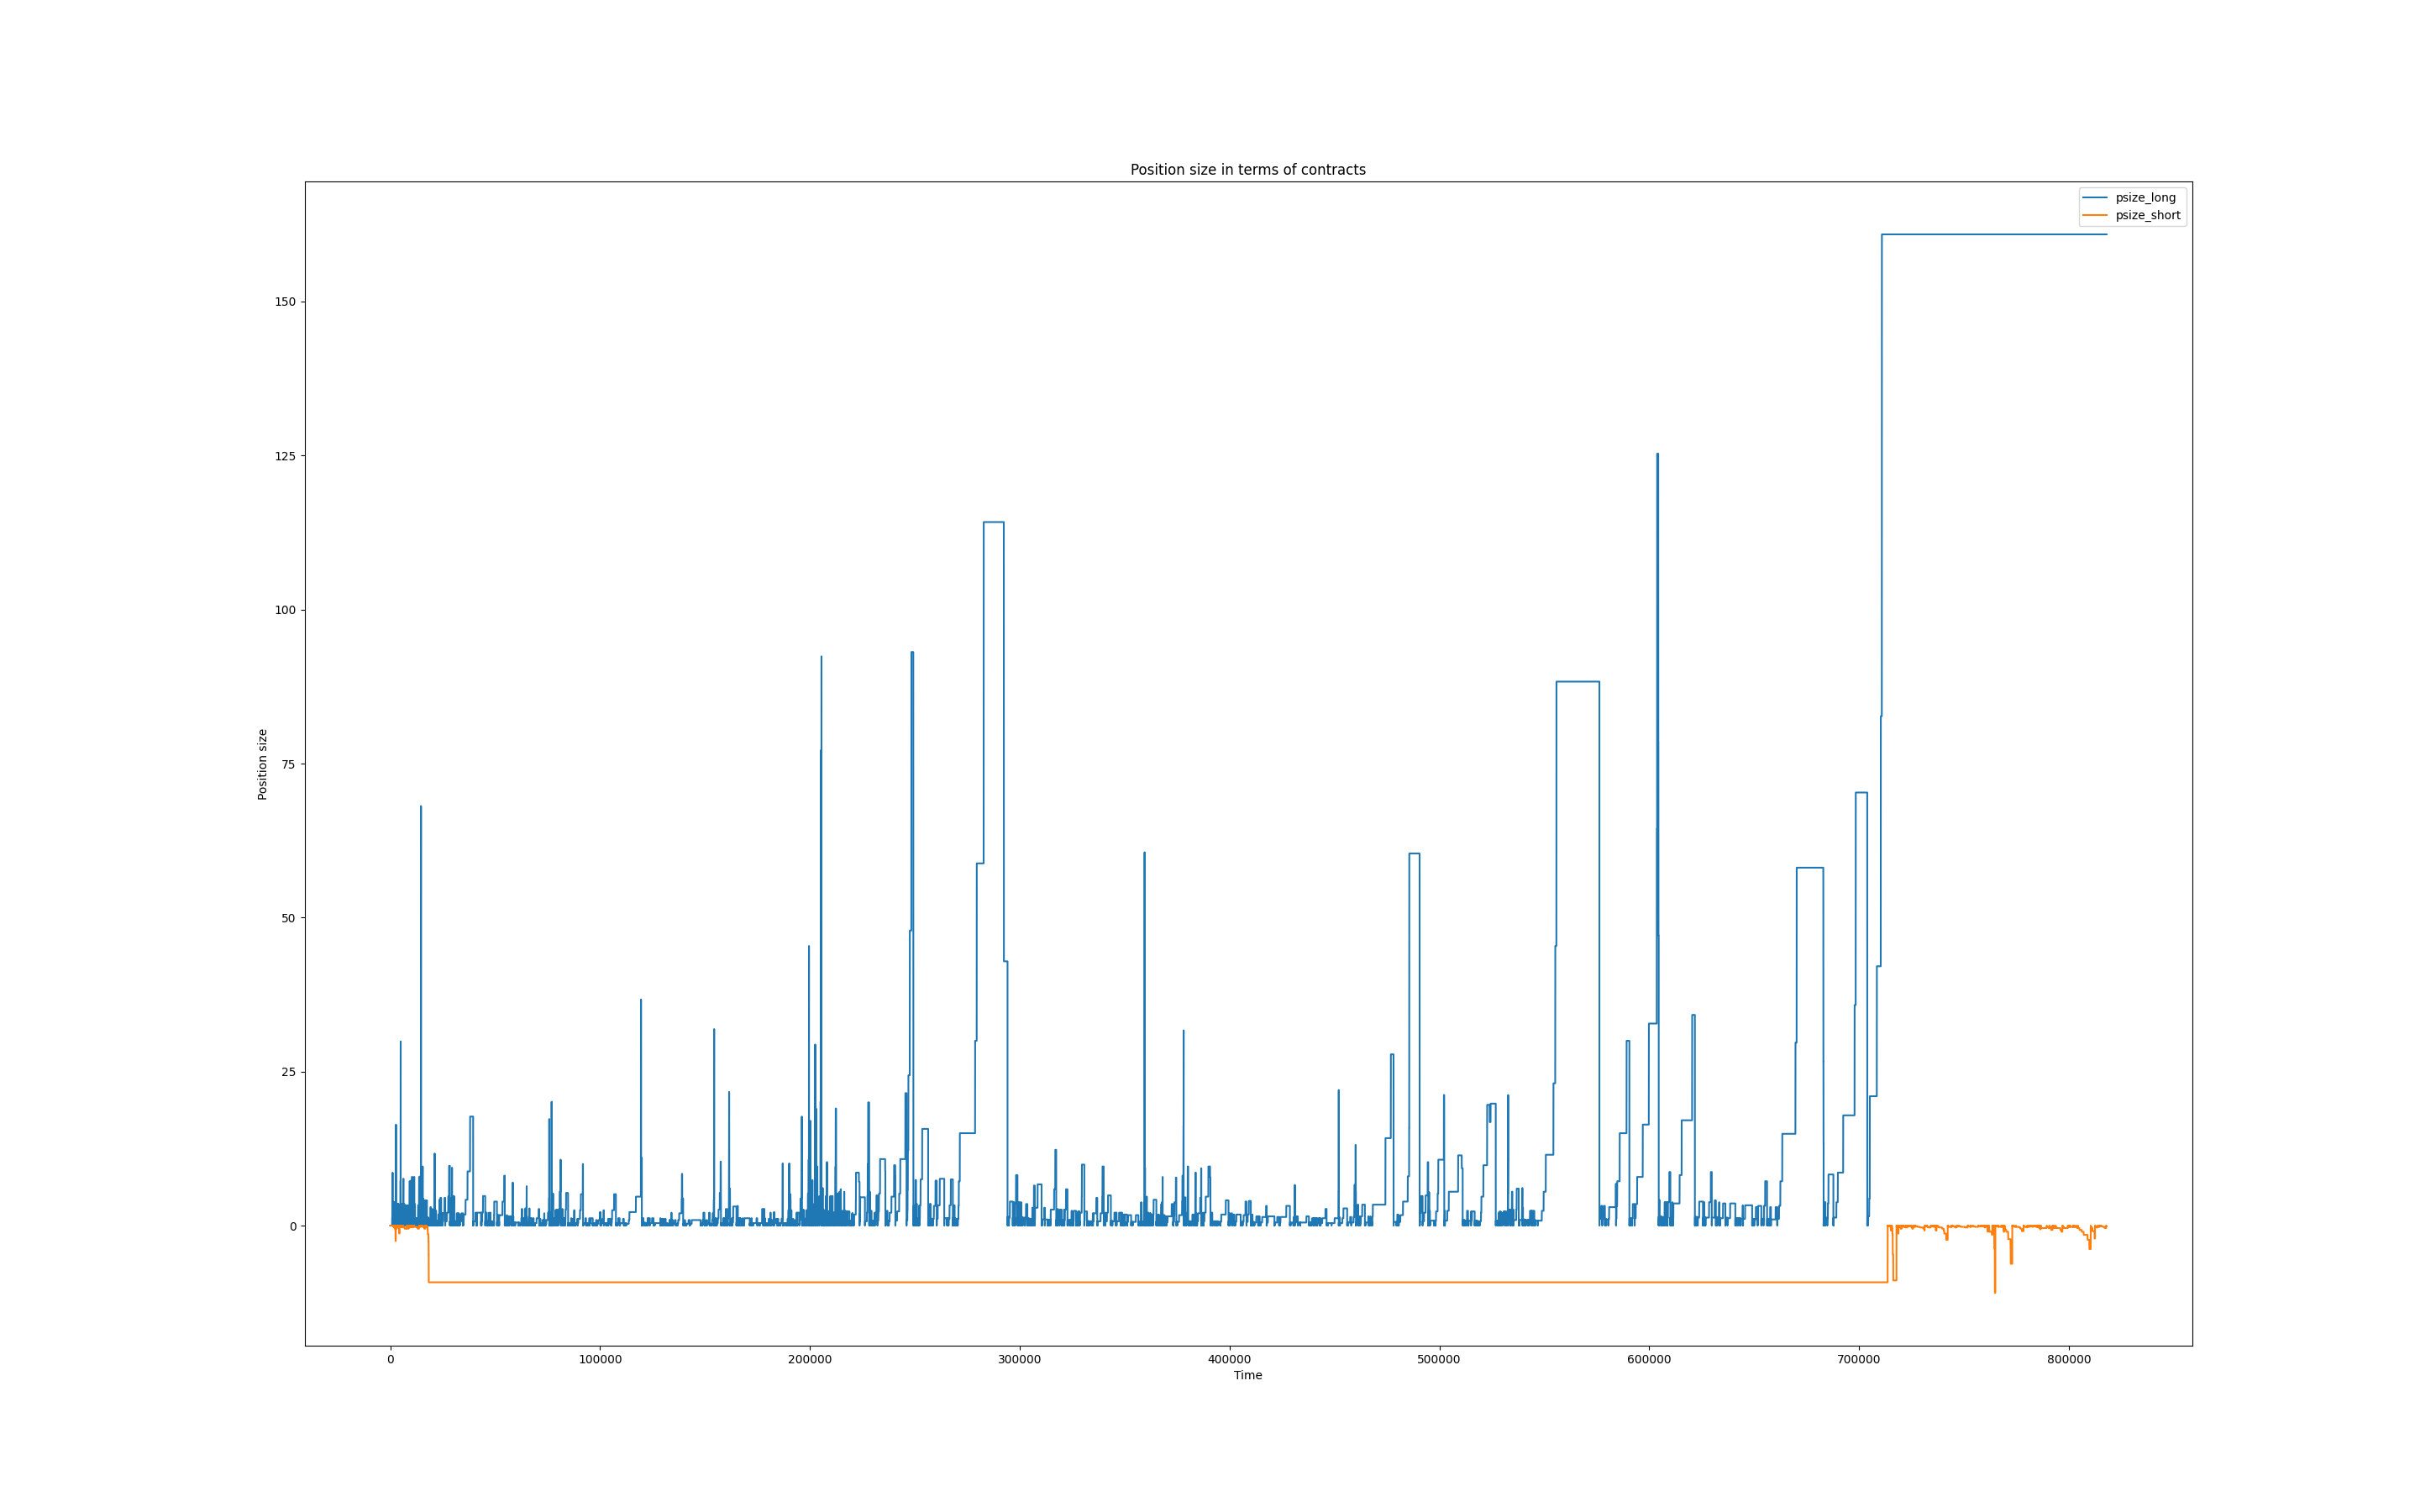 Position size in terms of contracts
psize_long
psize_short
Position size
150
125
100
75
50
25
0
0 100000 200000 300000 400000 500000 600000 700000 800000
Time